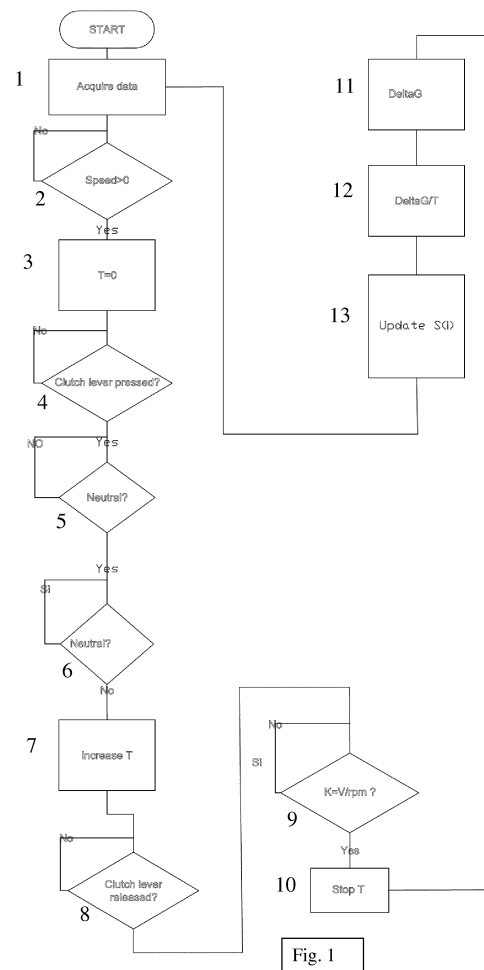 START
1
Acquire data
No
Speed>0
2
Yes
3
T=0
No
Clutch lever pressed?
4
Yes
NO
Neutral?
5
Yes
Si
Neutral?
6
No
7
Increase T
No
Clutch lever
released?
8
No
Si
K=V/rpm ?
9
Yes
10
Stop T
11
DeltaG
12
DeltaG/T
13
Update S(i)
Fig. 1